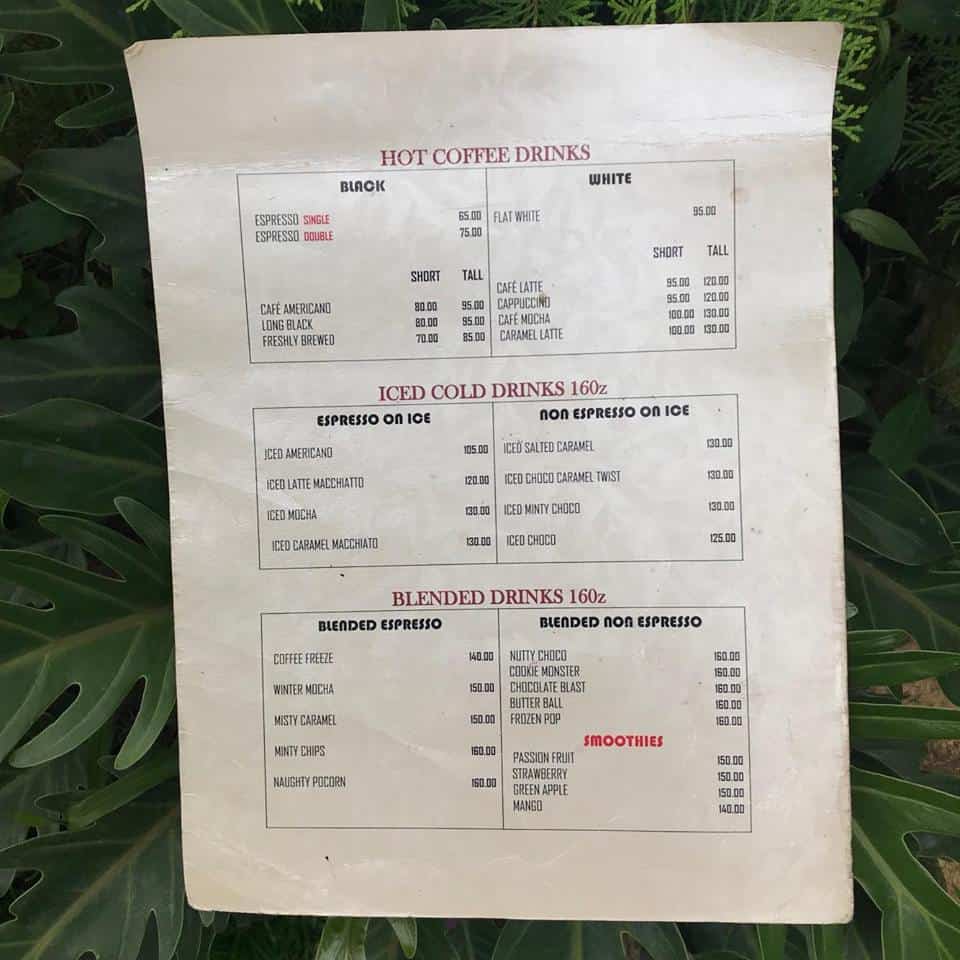 HOT COFFEE DRINKS
BLACK
ESPRESSO SINGLE 65.00
ESPRESSO DOUBLE 75.00
SHORT TALL
CAFÉ AMERICANO 80.00 95.00
LONG BLACK 80.00 95.00
FRESHLY BREWED 70.00 85.00
WHITE
FLAT WHITE 95.00
SHORT TALL
CAFÉ LATTE 95.00 120.00
CAPPUCCINO 95.00 120.00
CAFÉ MOCHA 100.00 130.00
CARAMEL LATTE 100.00 130.00
ICED COLD DRINKS 160z
ESPRESSO ON ICE
ICED AMERICANO 105.00
ICED LATTE MACCHIATTO 120.00
ICED MOCHA 130.00
ICED CARAMEL MACCHIATO 130.00
NON ESPRESSO ON ICE
ICED SALTED CARAMEL 130.00
ICED CHOCO CARAMEL TWIST 130.00
ICED MINTY CHOCO 130.00
ICED CHOCO 125.00
BLENDED DRINKS 160z
BLENDED ESPRESSO
COFFEE FREEZE 140.00
WINTER MOCHA 150.00
MISTY CARAMEL 150.00
MINTY CHIPS 160.00
NAUGHTY POCORN 160.00
BLENDED NON ESPRESSO
NUTTY CHOCO 160.00
COOKIE MONSTER 160.00
CHOCOLATE BLAST 160.00
BUTTER BALL 160.00
FROZEN POP 160.00
SMOOTHIES
PASSION FRUIT 150.00
STRAWBERRY 150.00
GREEN APPLE 150.00
MANGO 140.00